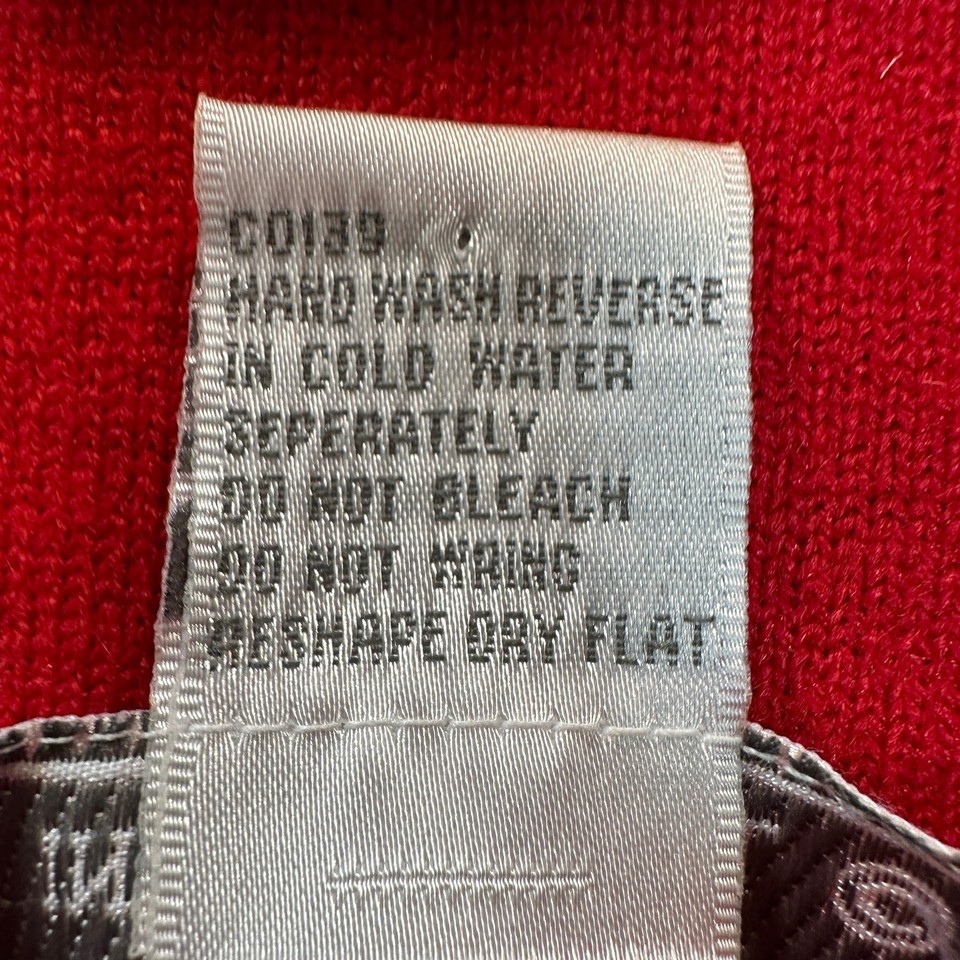 C0139
HAND WASH REVERSE
IN COLD WATER
SEPERATELY
DO NOT BLEACH
DO NOT WRING
RESHAPE DRY FLAT